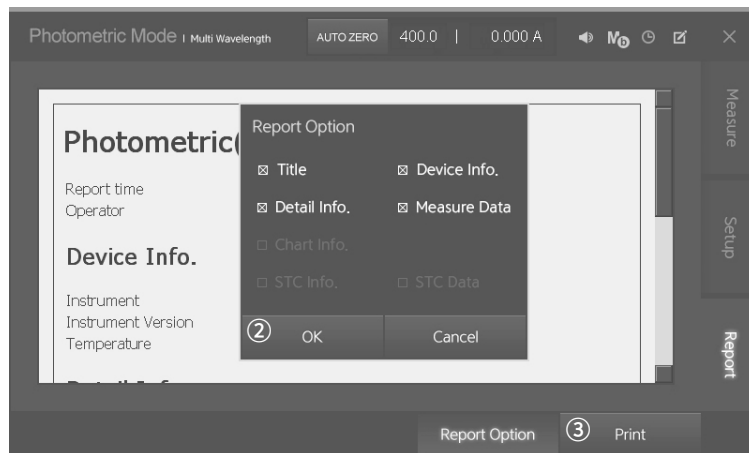 Photometric Mode | Multi Wavelength AUTO ZERO 400.0 | 0.000 A
Measure
Setup
Report
Photometric(
Report time
Operator
Device Info.
Instrument
Instrument Version
Temperature
Report Option
☒ Title ☒ Device Info.
☒ Detail Info. ☒ Measure Data
☐ Chart Info.
☐ STC Info. ☐ STC Data
② OK Cancel
Report Option ③ Print